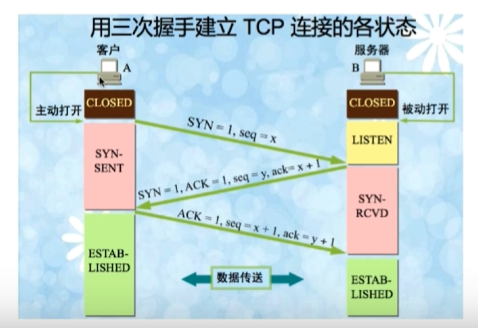 用三次握手建立 TCP 连接的各状态
客户
服务器
A
B
主动打开
CLOSED
CLOSED
被动打开
SYN = 1, seq = x
LISTEN
SYN-
SENT
SYN = 1, ACK = 1, seq = y, ack= x + 1
SYN-
RCVD
ACK = 1, seq = x + 1, ack = y + 1
ESTAB-
LISHED
数据传送
ESTAB-
LISHED